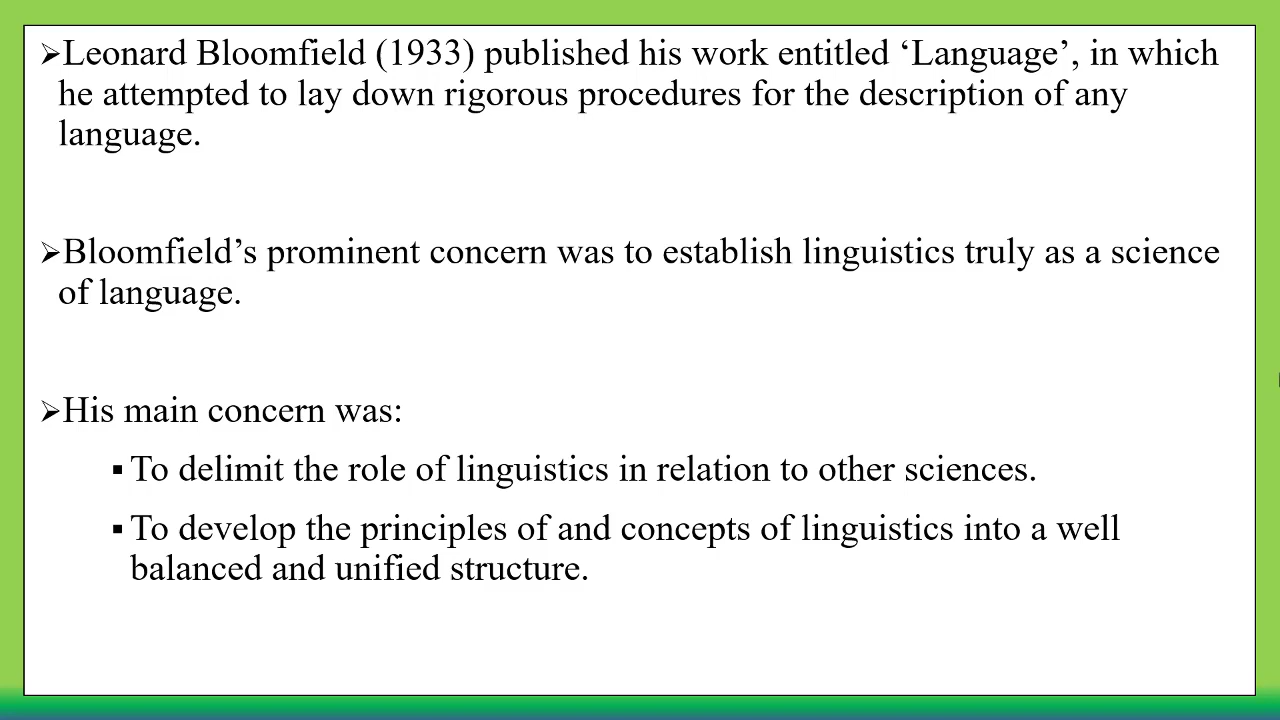 ➢Leonard Bloomfield (1933) published his work entitled ‘Language’, in which
he attempted to lay down rigorous procedures for the description of any
language.
➢Bloomfield’s prominent concern was to establish linguistics truly as a science
of language.
➢His main concern was:
▪To delimit the role of linguistics in relation to other sciences.
▪To develop the principles of and concepts of linguistics into a well
balanced and unified structure.